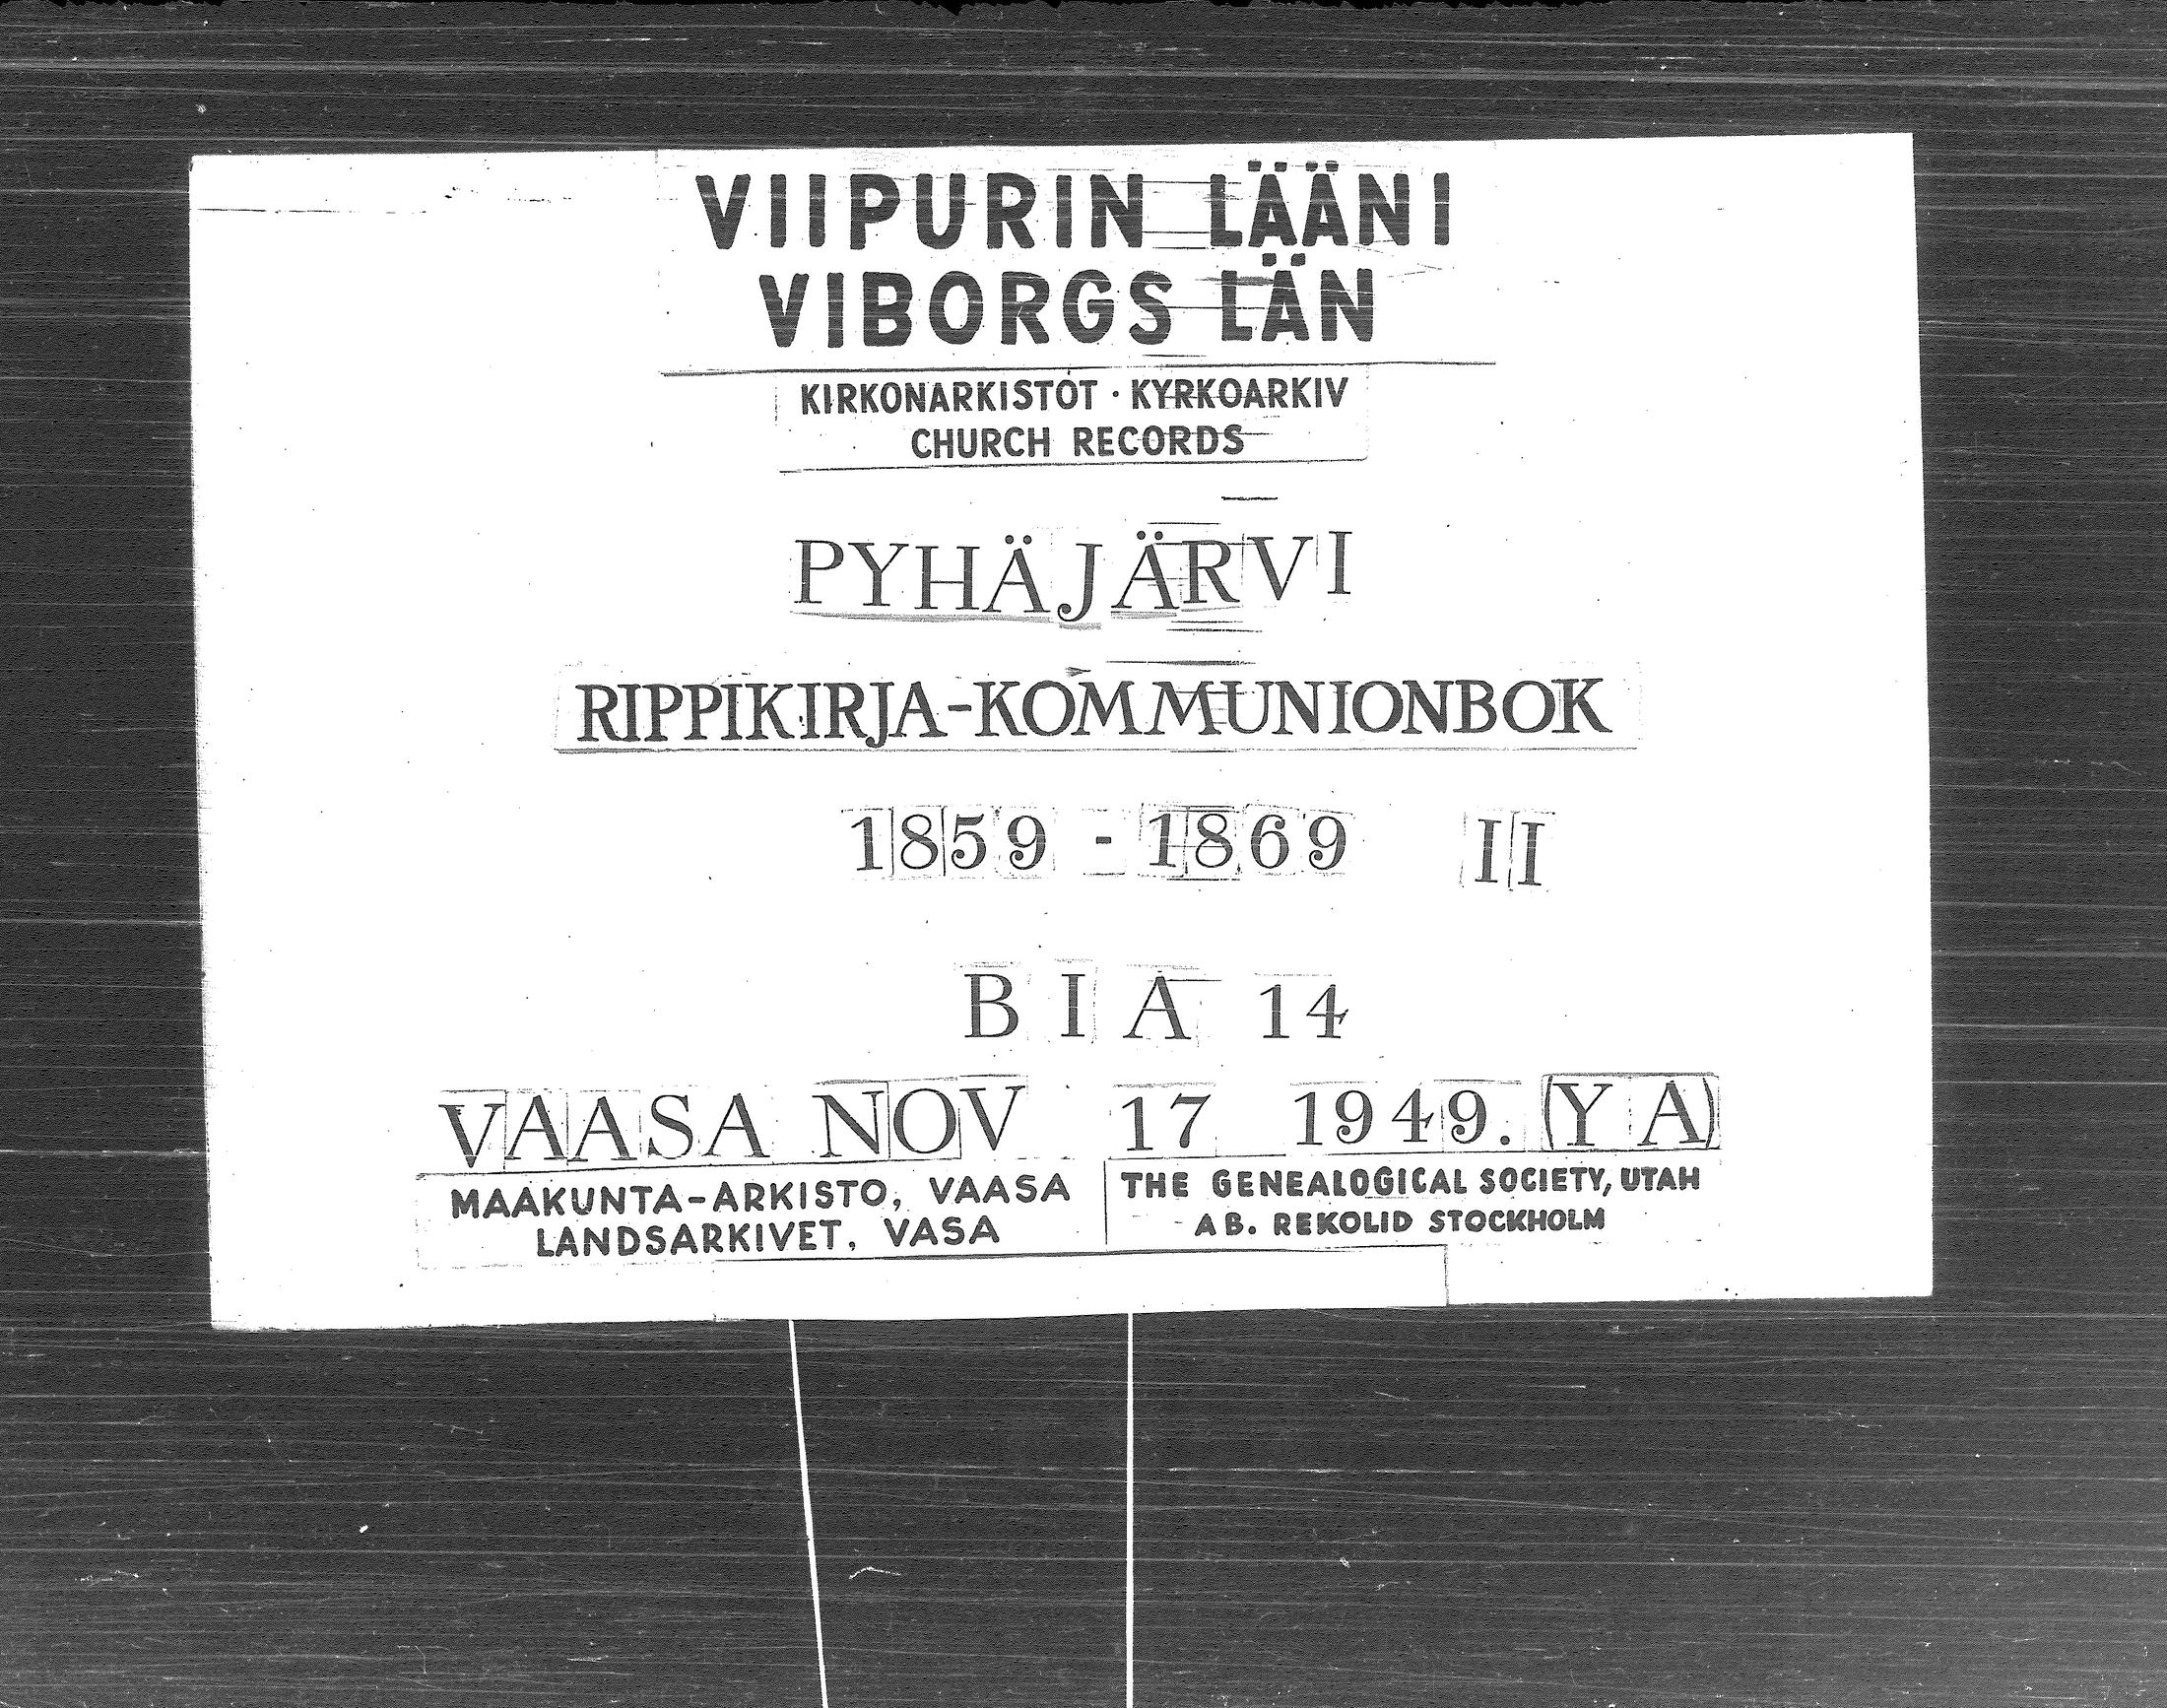 VIIPURIN LÄÄNI
VIBORGS LÄN
KIRKONARKISTOT · KYRKOARKIV
CHURCH RECORDS
PYHÄJÄRVI
RIPPIKIRJA-KOMMUNIONBOK
1859 - 1869 II
B I A 14
VAASA NOV 17 1949. (Y A)
MAAKUNTA-ARKISTO, VAASA
LANDSARKIVET, VASA
THE GENEALOGICAL SOCIETY, UTAH
AB. REKOLID STOCKHOLM